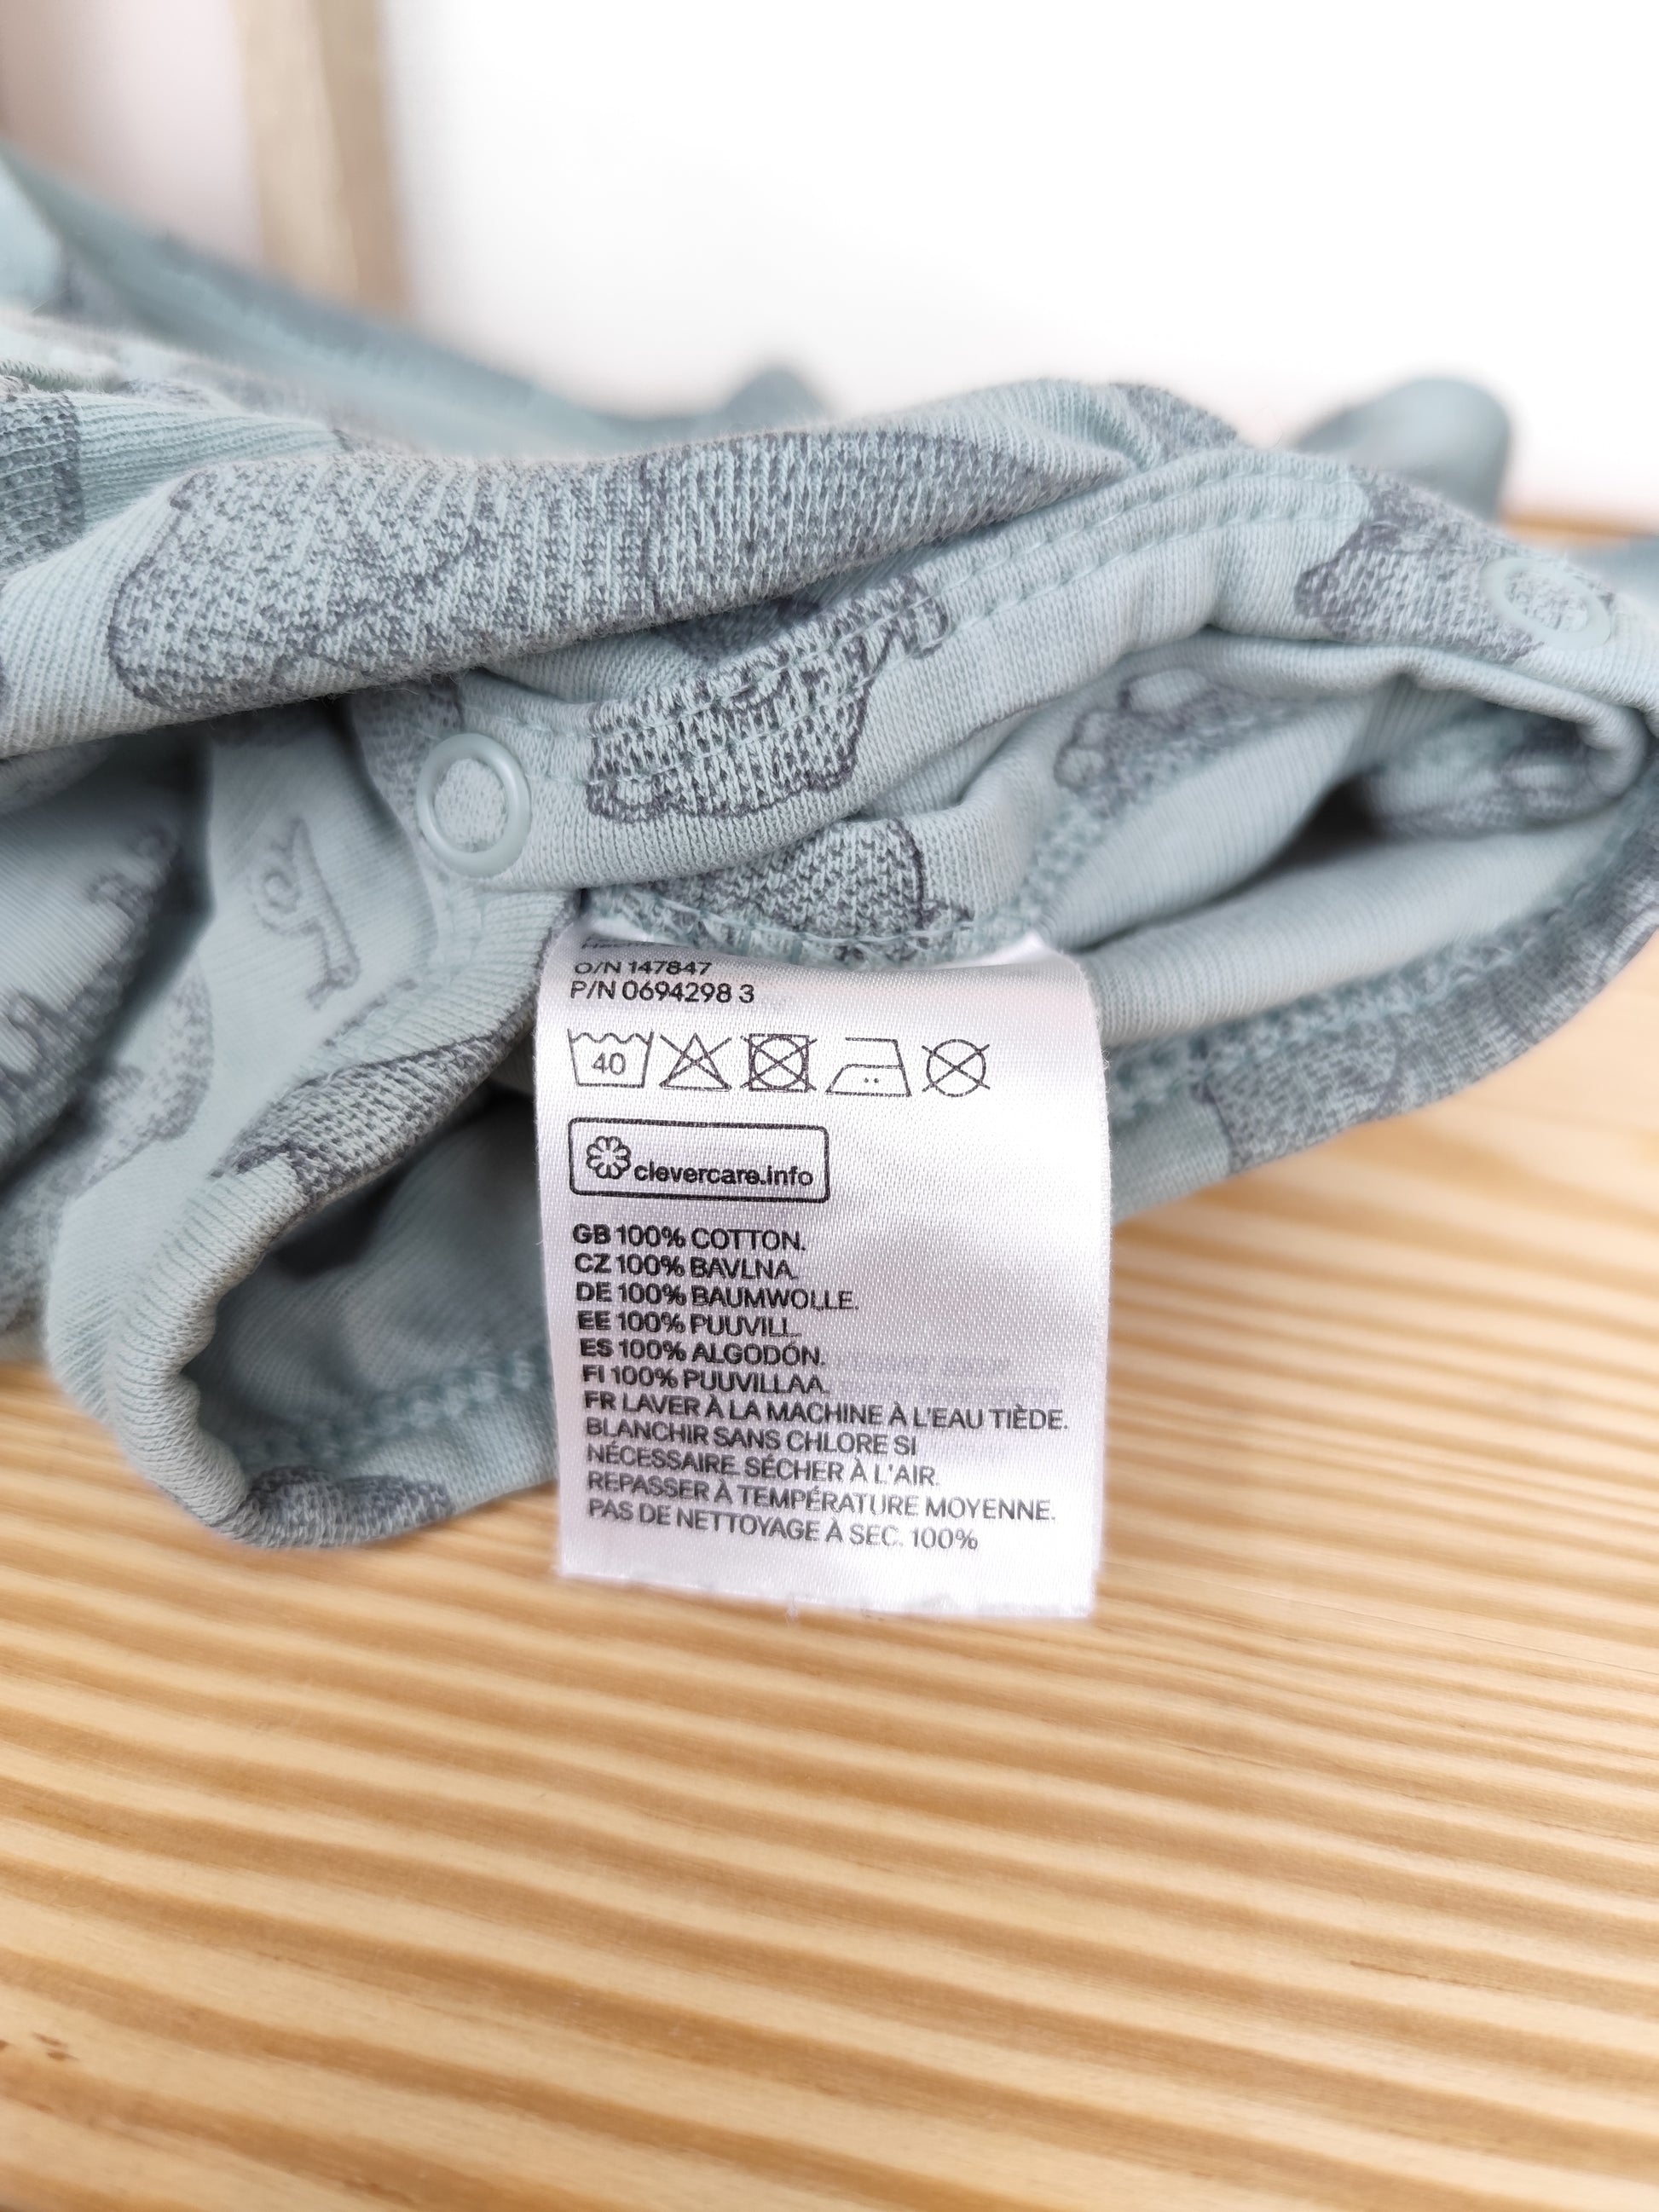 O/N 147847
P/N 0694298 3
40
clevercare.info
GB 100% COTTON.
CZ 100% BAVLNA.
DE 100% BAUMWOLLE.
EE 100% PUUVILL.
ES 100% ALGODÓN.
FI 100% PUUVILLAA.
FR LAVER À LA MACHINE À L'EAU TIÈDE.
BLANCHIR SANS CHLORE SI
NÉCESSAIRE. SÉCHER À L'AIR.
REPASSER À TEMPÉRATURE MOYENNE.
PAS DE NETTOYAGE À SEC. 100%